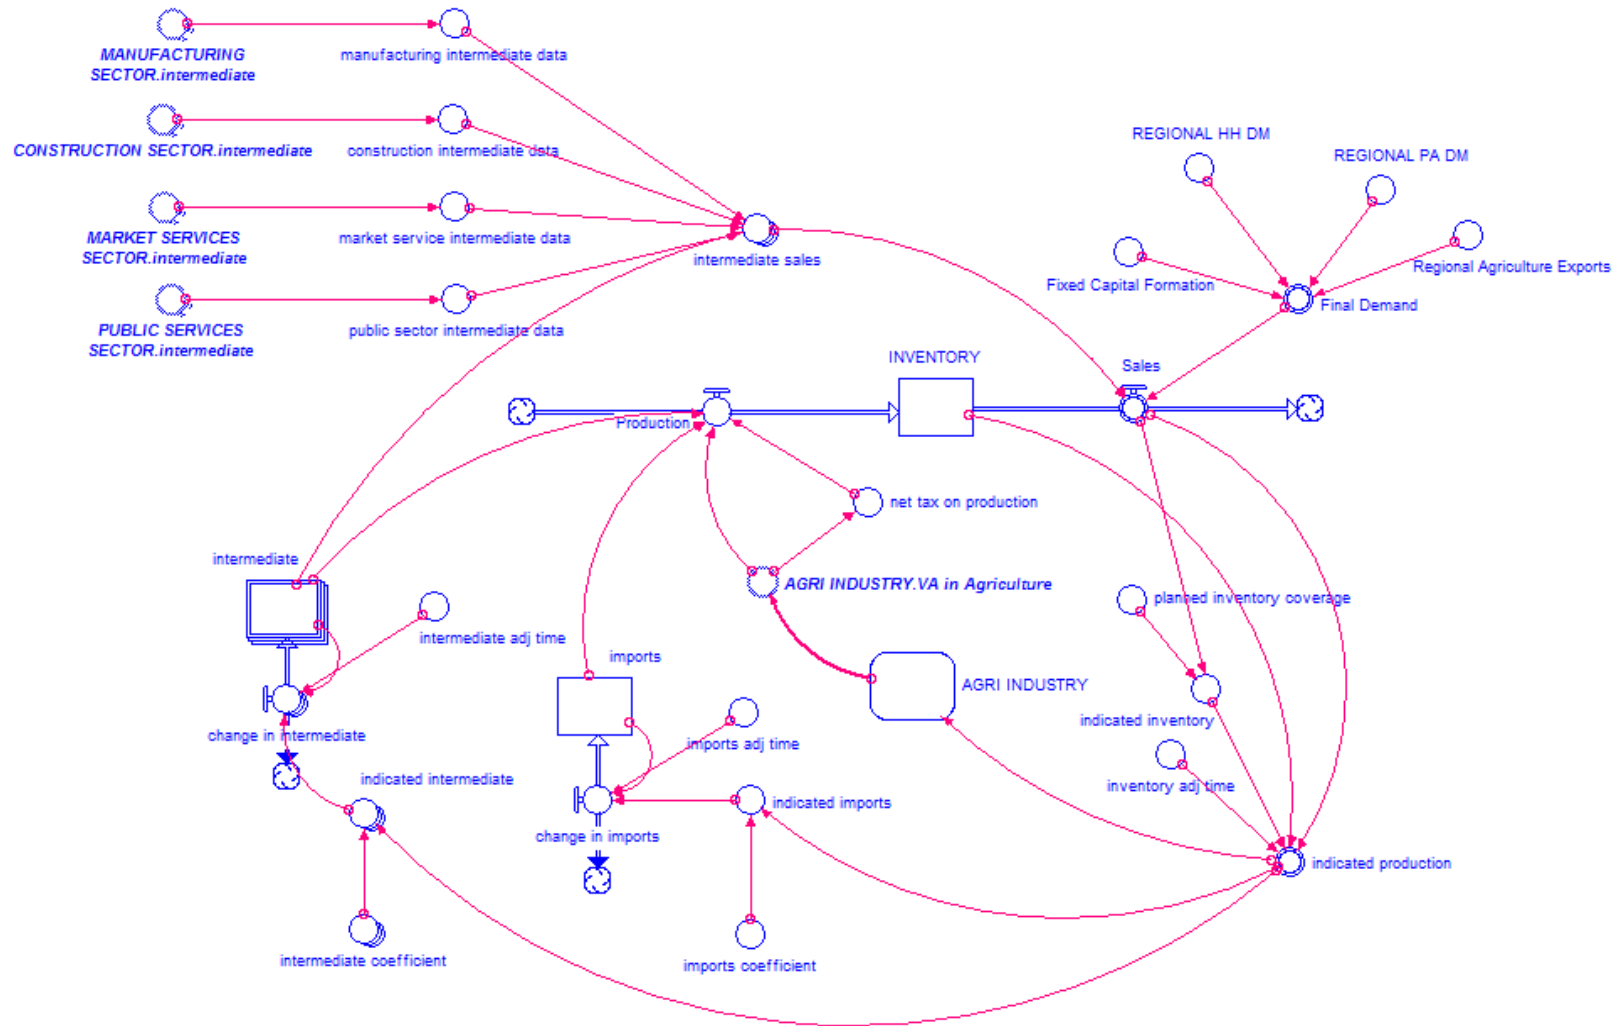 MANUFACTURING
SECTOR.intermediate
manufacturing intermediate data
CONSTRUCTION SECTOR.intermediate
construction intermediate data
REGIONAL HH DM
REGIONAL PA DM
MARKET SERVICES
SECTOR.intermediate
market service intermediate data
intermediate sales
Fixed Capital Formation
Regional Agriculture Exports
Final Demand
PUBLIC SERVICES
SECTOR.intermediate
public sector intermediate data
INVENTORY
Sales
Production
net tax on production
intermediate
AGRI INDUSTRY.VA in Agriculture
planned inventory coverage
intermediate adj time
imports
AGRI INDUSTRY
indicated inventory
change in intermediate
imports adj time
indicated intermediate
inventory adj time
indicated imports
change in imports
indicated production
intermediate coefficient
imports coefficient